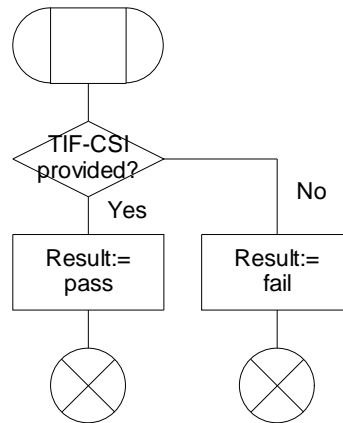 TIF-CSI
provided?
Yes
No
Result:=
pass
Result:=
fail